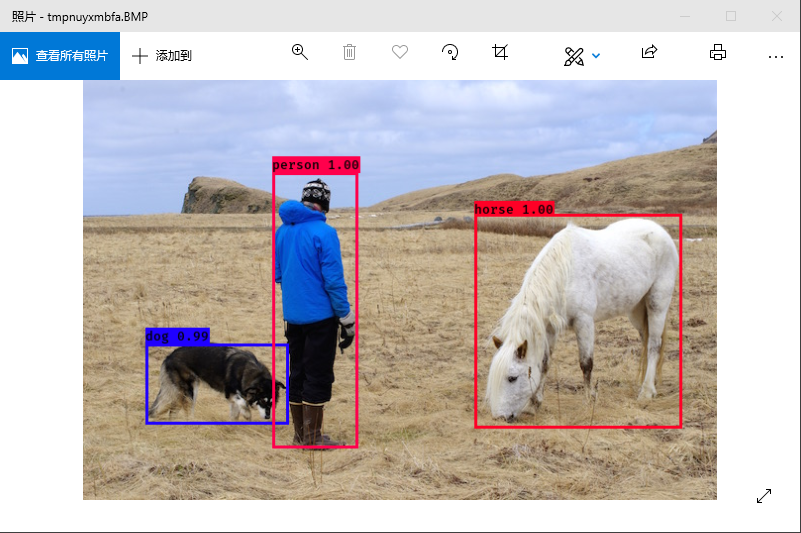 照片 - tmpnuyxmbfa.BMP
查看所有照片
添加到
person 1.00
horse 1.00
dog 0.99